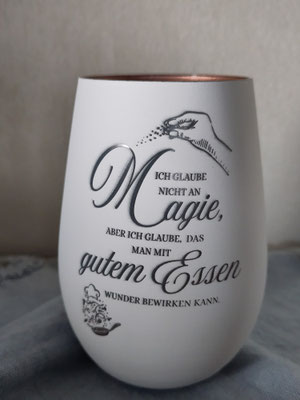 ICH GLAUBE
NICHT AN
Magie,
ABER ICH GLAUBE, DAS
MAN MIT
gutem Essen
WUNDER BEWIRKEN KANN.